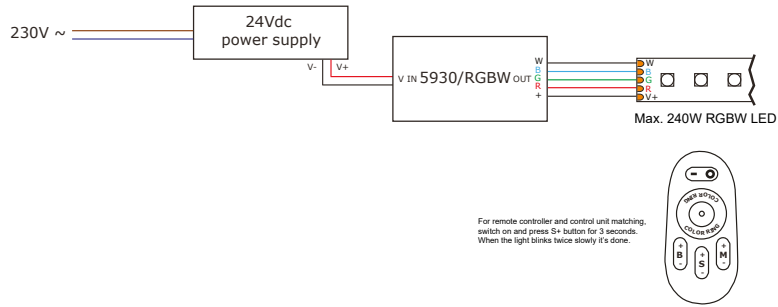 230V ~
24Vdc
power supply
V- V+
V IN 5930/RGBW OUT
W
B
G
R
+
W
B
G
R
V+
Max. 240W RGBW LED
For remote controller and control unit matching,
switch on and press S+ button for 3 seconds.
When the light blinks twice slowly it's done.
COLOR RING
COLOR RING
+
B
-
+
S
-
+
M
-